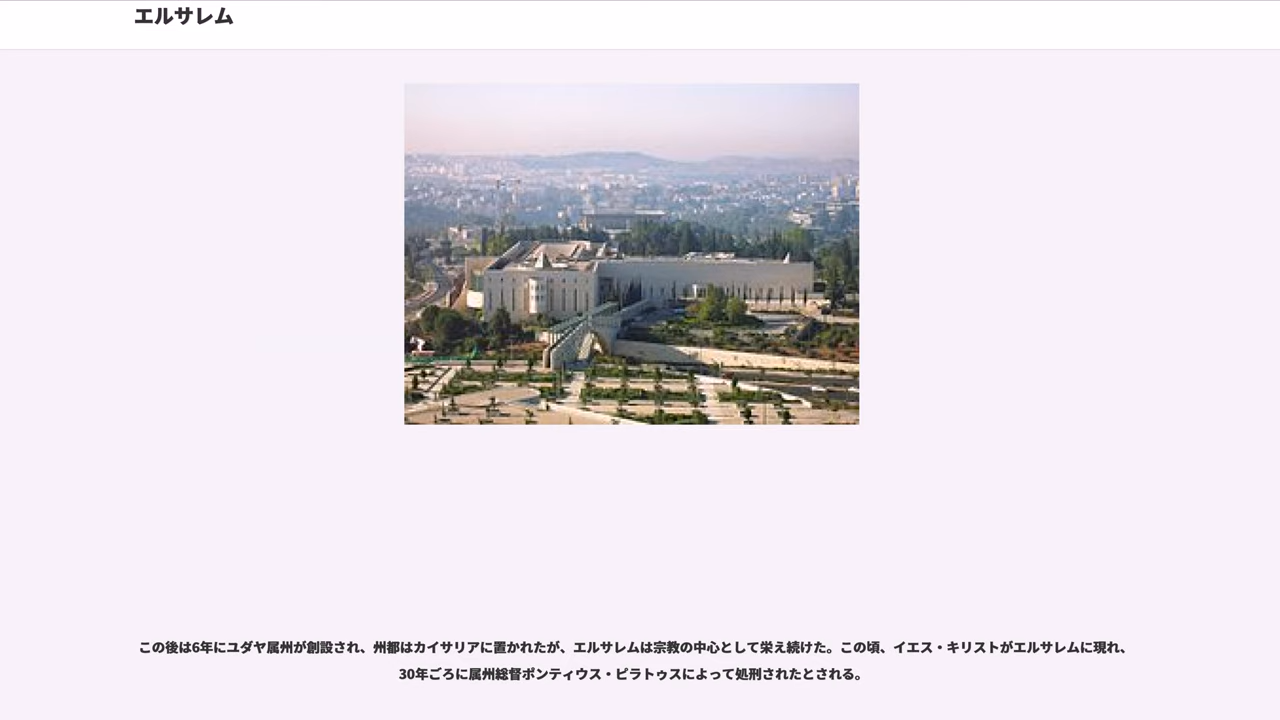 エルサレム
この後は6年にユダヤ属州が創設され、州都はカイサリアに置かれたが、エルサレムは宗教の中心として栄え続けた。この頃、イエス・キリストがエルサレムに現れ、
30年ごろに属州総督ポンティウス・ピラトゥスによって処刑されたとされる。